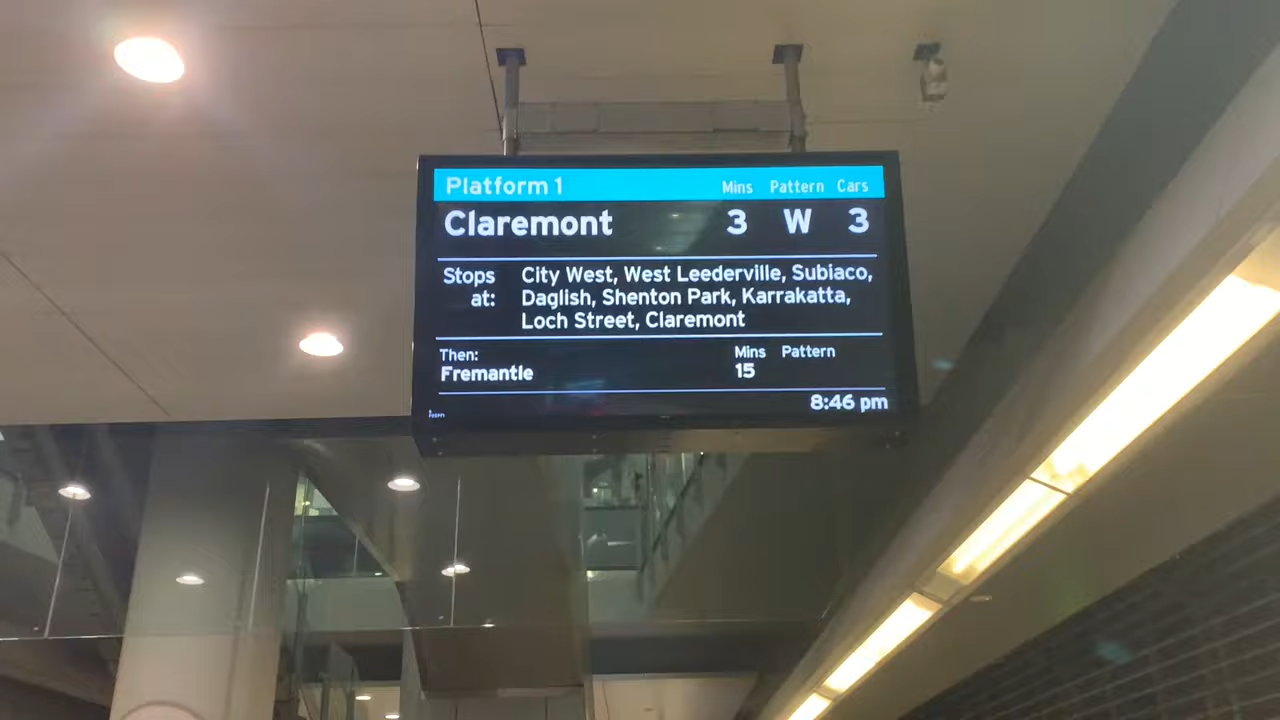 Platform 1 Mins Pattern Cars
Claremont 3 W 3
Stops at: City West, West Leederville, Subiaco,
Daglish, Shenton Park, Karrakatta,
Loch Street, Claremont
Then: Mins Pattern
Fremantle 15
8:46 pm